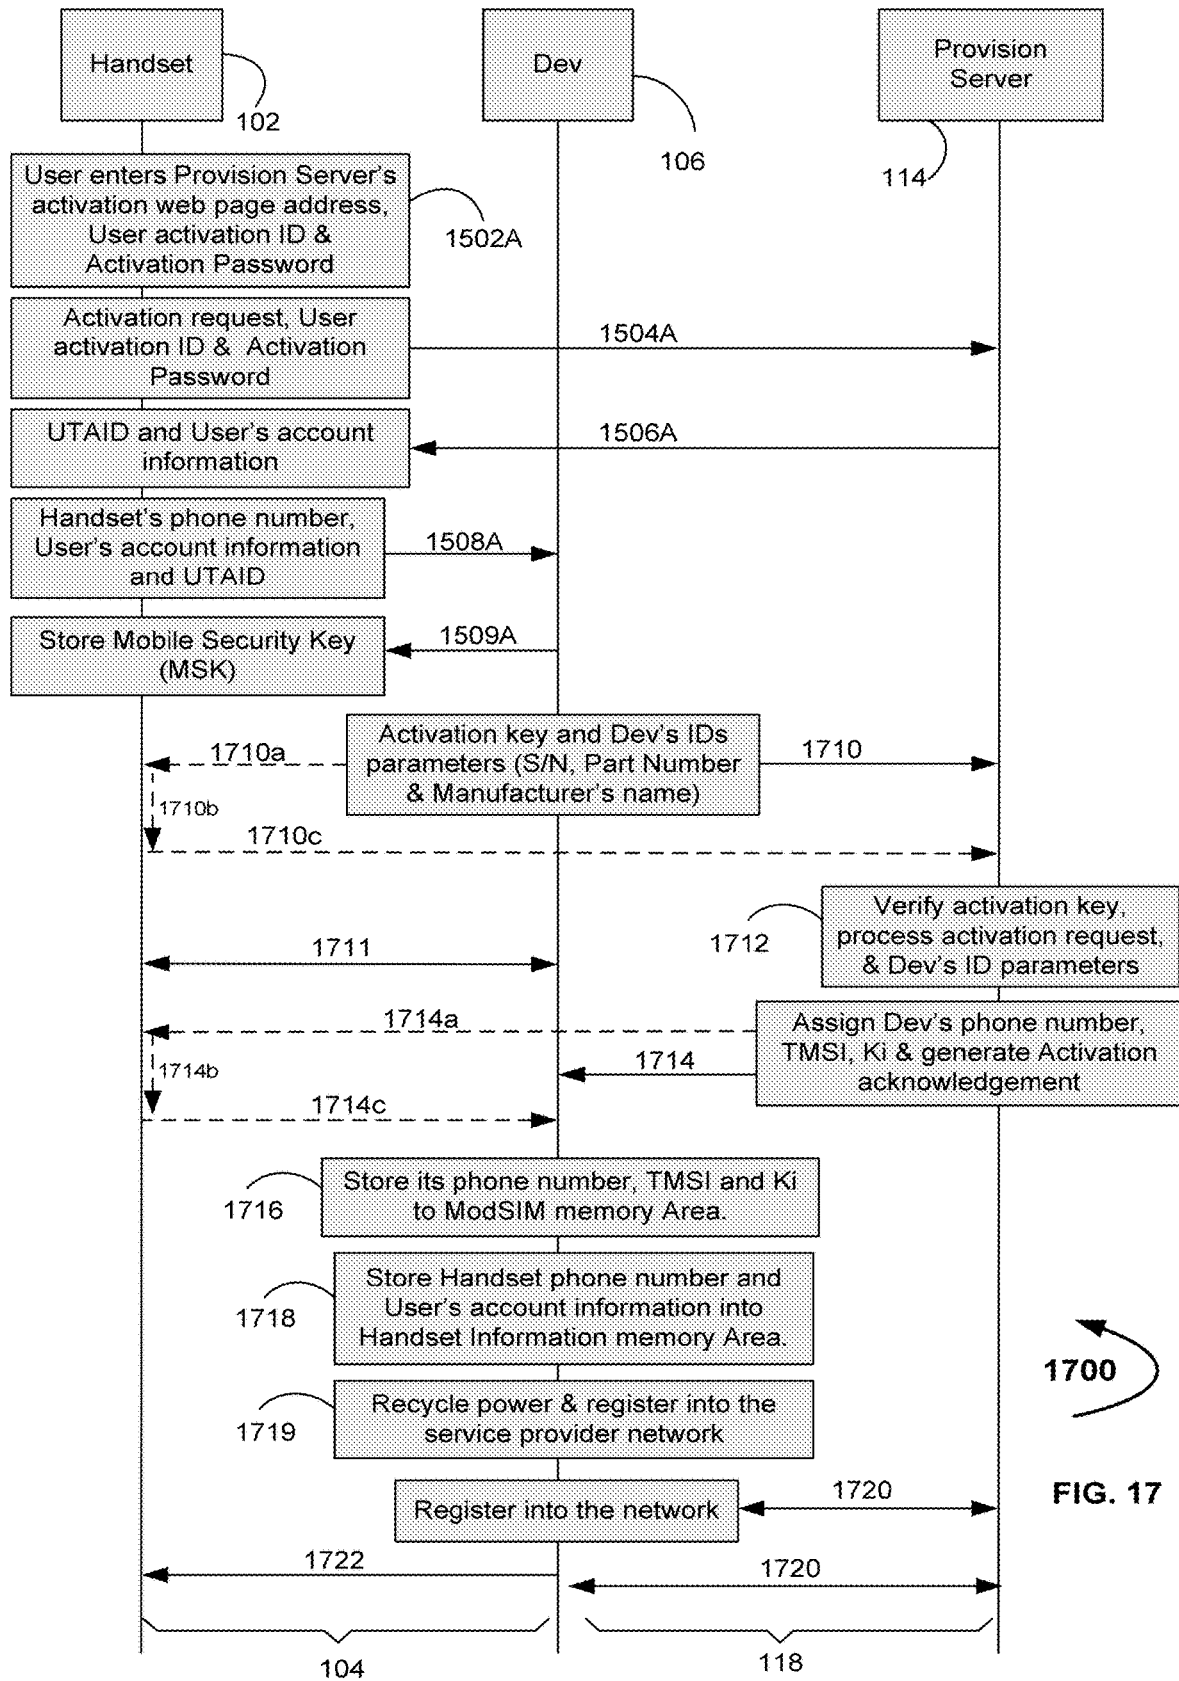 Handset
Dev
Provision
Server
102
106
114
User enters Provision Server's
activation web page address,
User activation ID &
Activation Password
1502A
Activation request, User
activation ID & Activation
Password
1504A
UTAID and User's account
information
1506A
Handset's phone number,
User's account information
and UTAID
1508A
Store Mobile Security Key
(MSK)
1509A
1710a
Activation key and Dev's IDs
parameters (S/N, Part Number
& Manufacturer's name)
1710
1710b
1710c
Verify activation key,
process activation request,
& Dev's ID parameters
1712
1711
1714a
Assign Dev's phone number,
TMSI, Ki & generate Activation
acknowledgement
1714
1714b
1714c
Store its phone number, TMSI and Ki
to ModSIM memory Area.
1716
Store Handset phone number and
User's account information into
Handset Information memory Area.
1718
1700
Recycle power & register into the
service provider network
1719
Register into the network
1720
FIG. 17
1722
1720
104
118